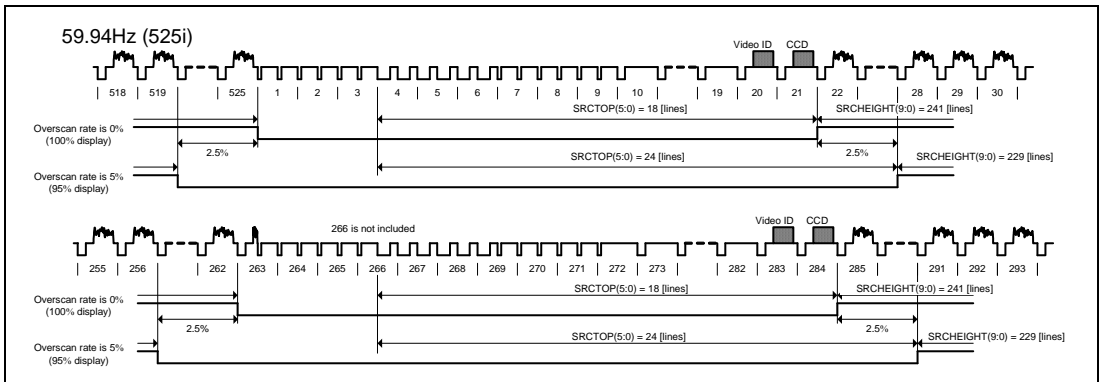 59.94Hz (525i)
Video ID CCD
518 519 525 1 2 3 4 5 6 7 8 9 10 19 20 21 22 28 29 30
SRCTOP(5:0) = 18 [lines] SRCHEIGHT(9:0) = 241 [lines]
Overscan rate is 0%
(100% display)
2.5% 2.5%
SRCTOP(5:0) = 24 [lines] SRCHEIGHT(9:0) = 229 [lines]
Overscan rate is 5%
(95% display)
Video ID CCD
266 is not included
255 256 262 263 264 265 266 267 268 269 270 271 272 273 282 283 284 285 291 292 293
SRCTOP(5:0) = 18 [lines] SRCHEIGHT(9:0) = 241 [lines]
Overscan rate is 0%
(100% display)
2.5% 2.5%
SRCTOP(5:0) = 24 [lines] SRCHEIGHT(9:0) = 229 [lines]
Overscan rate is 5%
(95% display)